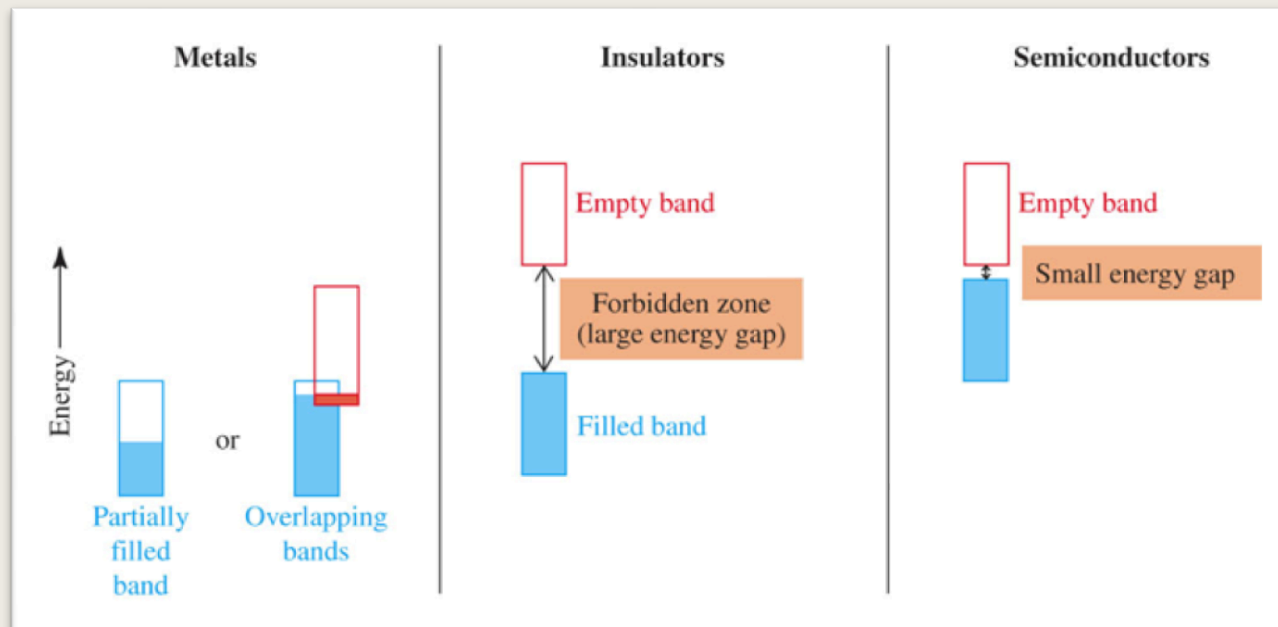 Metals
Insulators
Semiconductors
Energy
Partially
filled
band
or
Overlapping
bands
Empty band
Forbidden zone
(large energy gap)
Filled band
Empty band
Small energy gap